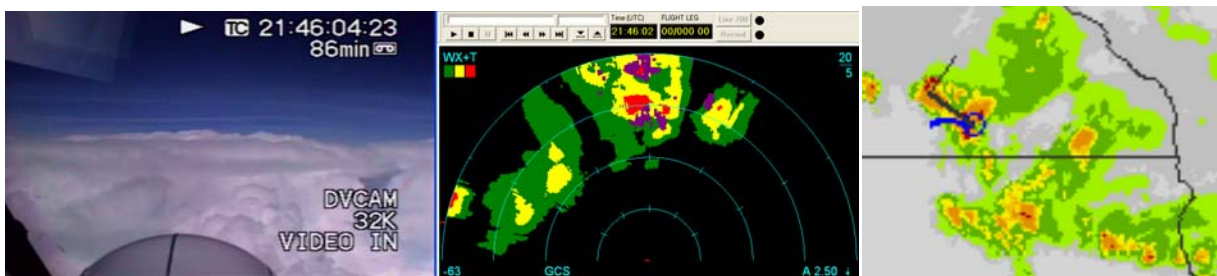 ▶ TC 21:46:04:23
86min
DVCAM
32K
VIDEO IN
Time (UTC)
FLIGHT LEG
Live 708
21:46:02
00/000 00
Record
WX+T
20
5
-63
GCS
A 2.50 ↓